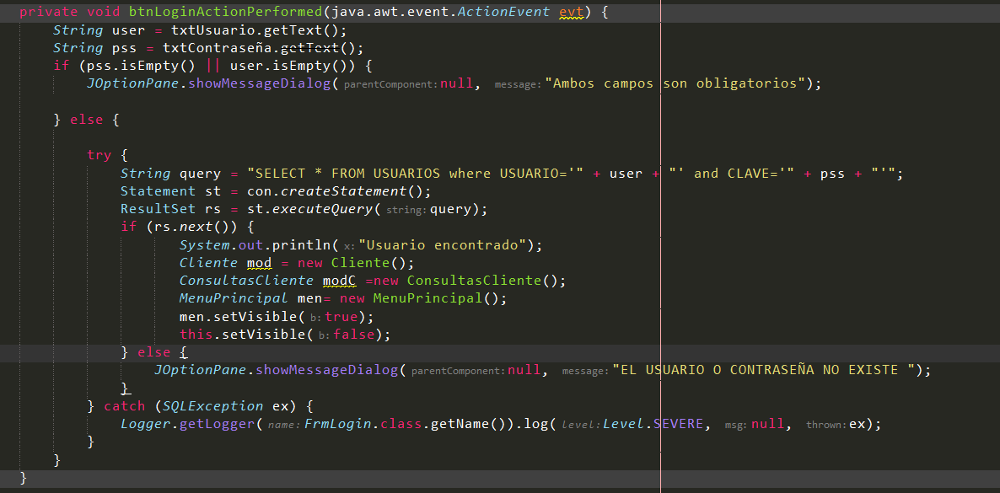 private void btnLoginActionPerformed(java.awt.event.ActionEvent evt) {
String user = txtUsuario.getText();
String pss = txtContraseña.getText();
if (pss.isEmpty() || user.isEmpty()) {
JOptionPane.showMessageDialog( parentComponent: null, message: "Ambos campos son obligatorios");
} else {
try {
String query = "SELECT * FROM USUARIOS where USUARIO='" + user + "' and CLAVE='" + pss + "'";
Statement st = con.createStatement();
ResultSet rs = st.executeQuery( string: query);
if (rs.next()) {
System.out.println( x: "Usuario encontrado");
Cliente mod = new Cliente();
ConsultasCliente modC =new ConsultasCliente();
MenuPrincipal men= new MenuPrincipal();
men.setVisible( b: true);
this.setVisible( b: false);
} else {
JOptionPane.showMessageDialog( parentComponent: null, message: "EL USUARIO O CONTRASEÑA NO EXISTE ");
}
} catch (SQLException ex) {
Logger.getLogger( name: FrmLogin.class.getName()).log( level: Level.SEVERE, msg: null, thrown: ex);
}
}
}